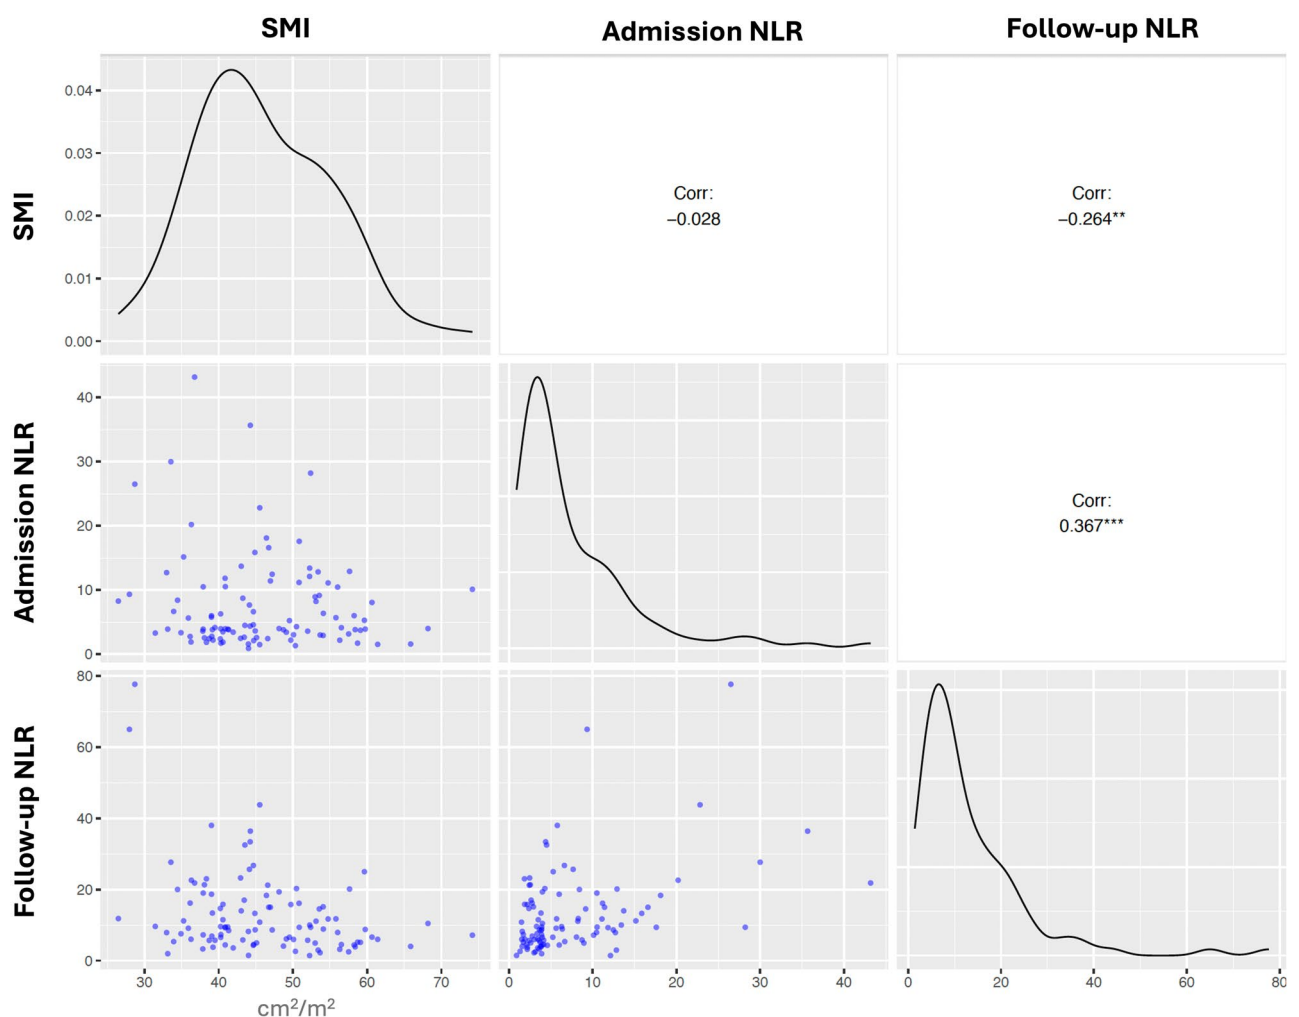 SMI
Admission NLR
Follow-up NLR
SMI
0.04
0.03
0.02
0.01
0.00
Corr:
−0.028
Corr:
−0.264**
Admission NLR
40
30
20
10
0
Corr:
0.367***
Follow-up NLR
80
60
40
20
0
30 40 50 60 70
0 10 20 30 40
0 20 40 60 80
cm²/m²